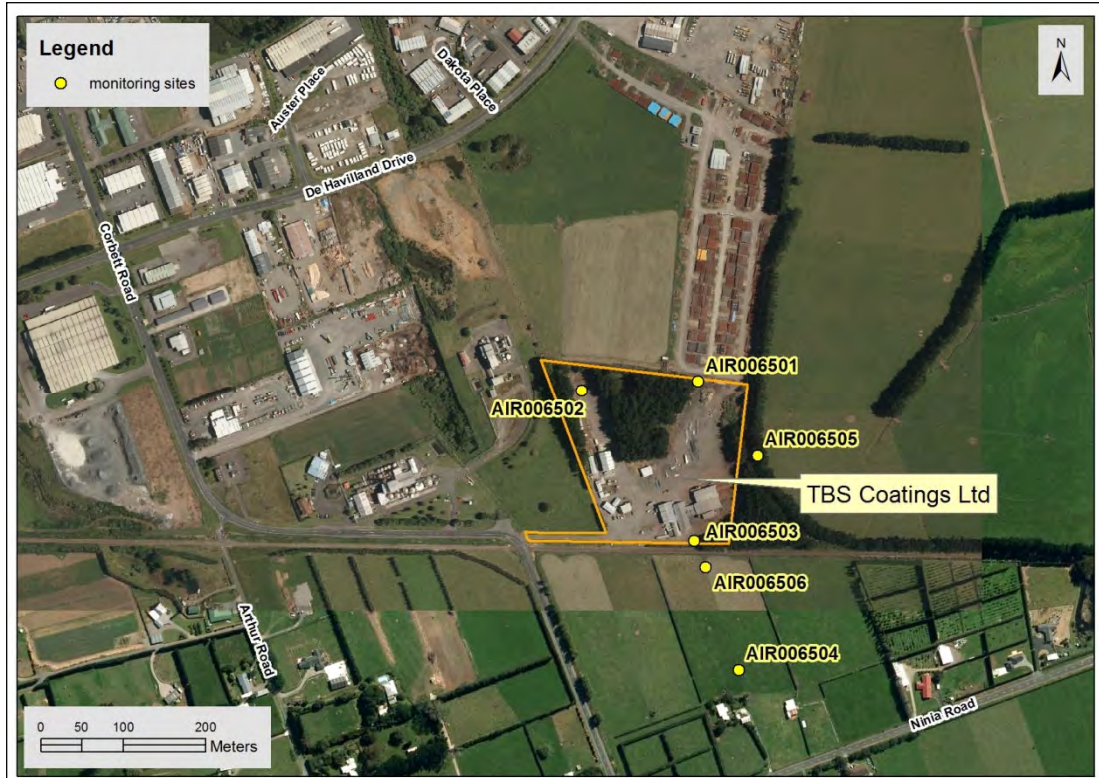 Legend
monitoring sites
N
Auster Place
Dakota Place
De Havilland Drive
Corbett Road
AIR006501
AIR006502
AIR006505
TBS Coatings Ltd
AIR006503
AIR006506
AIR006504
Arthur Road
Ninia Road
0 50 100 200
Meters